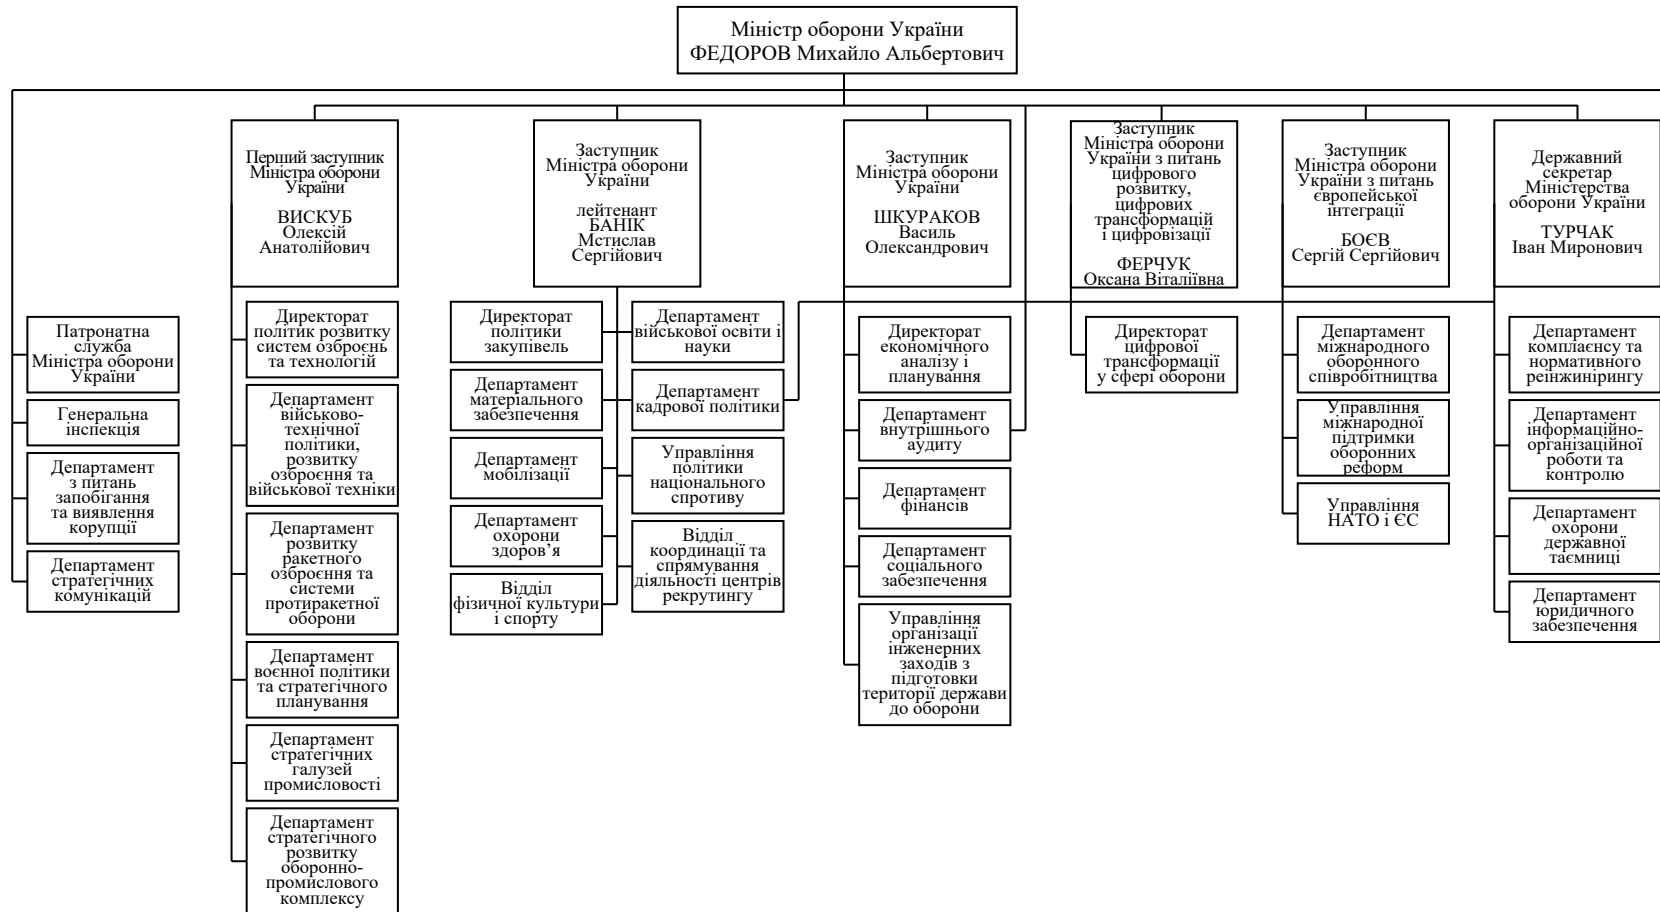 Міністр оборони України
ФЕДОРОВ Михайло Альбертович
Перший заступник
Міністра оборони
України
ВИСКУБ
Олексій
Анатолійович
Заступник
Міністра оборони
України
лейтенант
БАНІК
Мстислав
Сергійович
Заступник
Міністра оборони
України
ШКУРАКОВ
Василь
Олександрович
Заступник
Міністра оборони
України з питань
цифрового
розвитку,
цифрових
трансформацій
і цифровізації
ФЕРЧУК
Оксана Віталіївна
Заступник
Міністра оборони
України з питань
європейської
інтеграції
БОЄВ
Сергій Сергійович
Державний
секретар
Міністерства
оборони України
ТУРЧАК
Іван Миронович
Патронатна
служба
Міністра оборони
України
Генеральна
інспекція
Департамент
з питань
запобігання
та виявлення
корупції
Департамент
стратегічних
комунікацій
Директорат
політик розвитку
систем озброєнь
та технологій
Департамент
військово-
технічної
політики,
розвитку
озброєння та
військової техніки
Департамент
розвитку
ракетного
озброєння та
системи
протиракетної
оборони
Департамент
воєнної політики
та стратегічного
планування
Департамент
стратегічних
галузей
промисловості
Департамент
стратегічного
розвитку
оборонно-
промислового
комплексу
Директорат
політики
закупівель
Департамент
матеріального
забезпечення
Департамент
мобілізації
Департамент
охорони
здоров’я
Відділ
фізичної культури
і спорту
Департамент
військової освіти і
науки
Департамент
кадрової політики
Управління
політики
національного
спротиву
Відділ
координації та
спрямування
діяльності центрів
рекрутингу
Директорат
економічного
аналізу і
планування
Департамент
внутрішнього
аудиту
Департамент
фінансів
Департамент
соціального
забезпечення
Управління
організації
інженерних
заходів з
підготовки
території держави
до оборони
Директорат
цифрової
трансформації
у сфері оборони
Департамент
міжнародного
оборонного
співробітництва
Управління
міжнародної
підтримки
оборонних
реформ
Управління
НАТО і ЄС
Департамент
комплаєнсу та
нормативного
реінжинірингу
Департамент
інформаційно-
організаційної
роботи та
контролю
Департамент
охорони
державної
таємниці
Департамент
юридичного
забезпечення